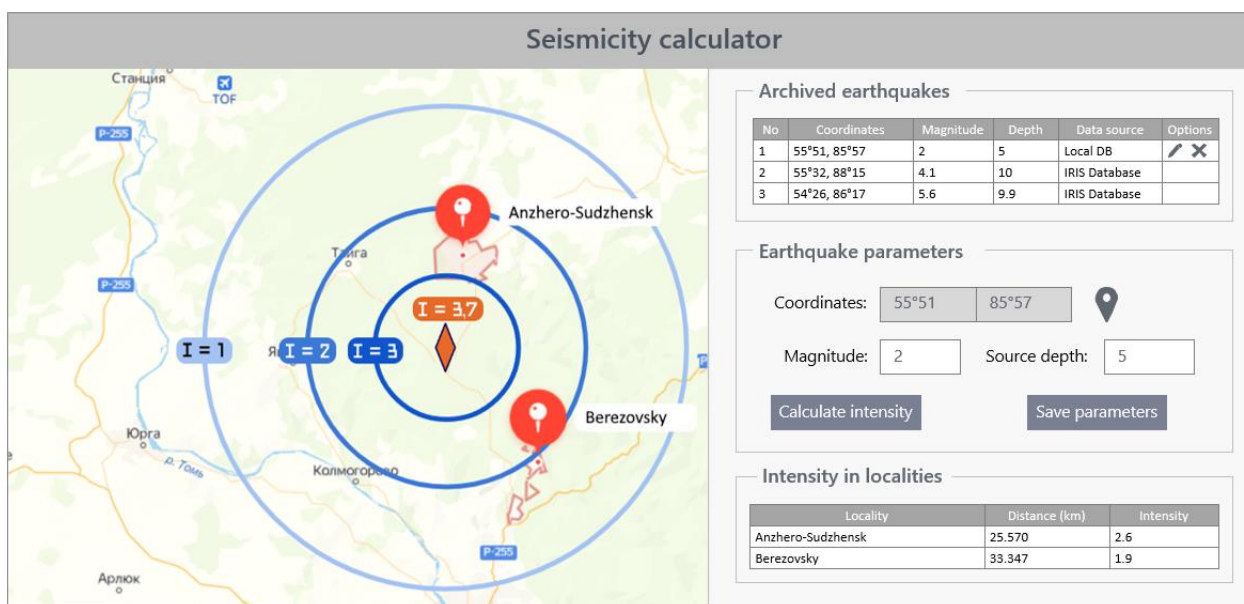 Seismicity calculator
Станция
TOF
P-255
Anzhero-Sudzhensk
Тайга
P-255
I = 3,7
I = 1
I = 2
I = 3
Berezovsky
Юрга
р. Томь
Колмогорово
P-255
Арлюк
Archived earthquakes
No Coordinates Magnitude Depth Data source Options
1 55°51, 85°57 2 5 Local DB
2 55°32, 88°15 4.1 10 IRIS Database
3 54°26, 86°17 5.6 9.9 IRIS Database
Earthquake parameters
Coordinates: 55°51 85°57
Magnitude: 2 Source depth: 5
Calculate intensity Save parameters
Intensity in localities
Locality Distance (km) Intensity
Anzhero-Sudzhensk 25.570 2.6
Berezovsky 33.347 1.9